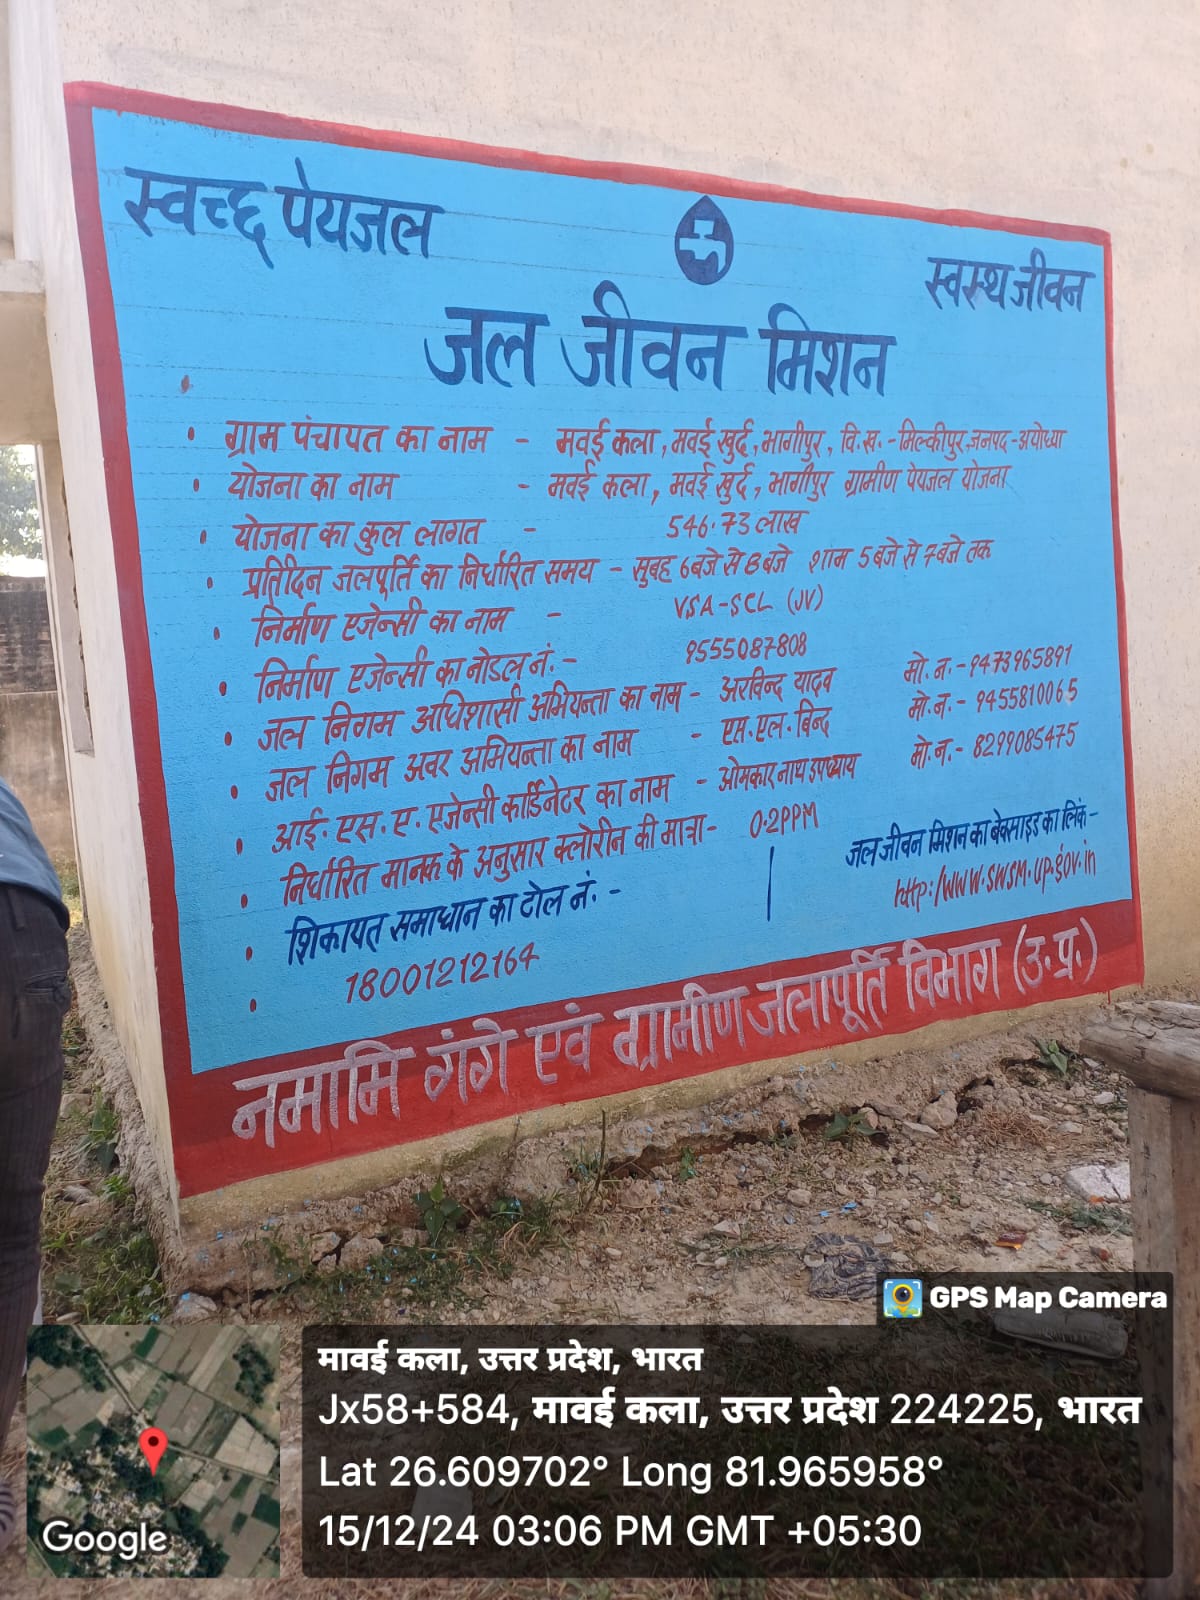 स्वच्छ पेयजल
स्वस्थ जीवन
जल जीवन मिशन
• ग्राम पंचायत का नाम - मवई कला, मवई खुर्द, भागीपुर, वि.ख.-मिल्कीपुर, जनपद-अयोध्या
• योजना का नाम - मवई कला, मवई खुर्द, भागीपुर ग्रामीण पेयजल योजना
• योजना का कुल लागत - 546.73 लाख
• प्रतिदिन जलपूर्ति का निर्धारित समय - सुबह 6 बजे से 8 बजे शाम 5 बजे से 7 बजे तक
• निर्माण एजेन्सी का नाम - VSA-SCL (JV)
• निर्माण एजेन्सी का नोडल नं.- 9555087808
• जल निगम अधिशासी अभियन्ता का नाम - अरविन्द यादव मो.न.-9473965891
• जल निगम अवर अभियन्ता का नाम - एस.एल.बिन्द मो.न.-9455810065
• आई.एस.ए.एजेन्सी कार्डिनेटर का नाम - ओमकार नाथ उपध्याय मो.न.-8299085475
• निर्धारित मानक के अनुसार क्लोरीन की मात्रा- 0.2PPM
• शिकायत समाधान का टोल नं.-
• 18001212164
जल जीवन मिशन का बेवसाइड का लिंक-
http:/www.swsm.up.gov.in
नमामि गंगे एवं ग्रामीण जलापूर्ति विभाग (उ.प्र.)
GPS Map Camera
मावई कला, उत्तर प्रदेश, भारत
Jx58+584, मावई कला, उत्तर प्रदेश 224225, भारत
Lat 26.609702° Long 81.965958°
15/12/24 03:06 PM GMT +05:30
Google